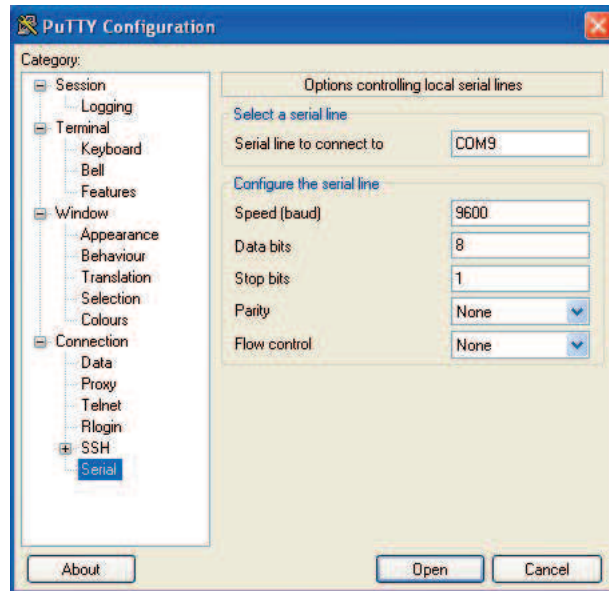 PuTTY Configuration
Category:
Session
Logging
Terminal
Keyboard
Bell
Features
Window
Appearance
Behaviour
Translation
Selection
Colours
Connection
Data
Proxy
Telnet
Rlogin
SSH
Serial
Options controlling local serial lines
Select a serial line
Serial line to connect to COM9
Configure the serial line
Speed (baud) 9600
Data bits 8
Stop bits 1
Parity None
Flow control None
About Open Cancel